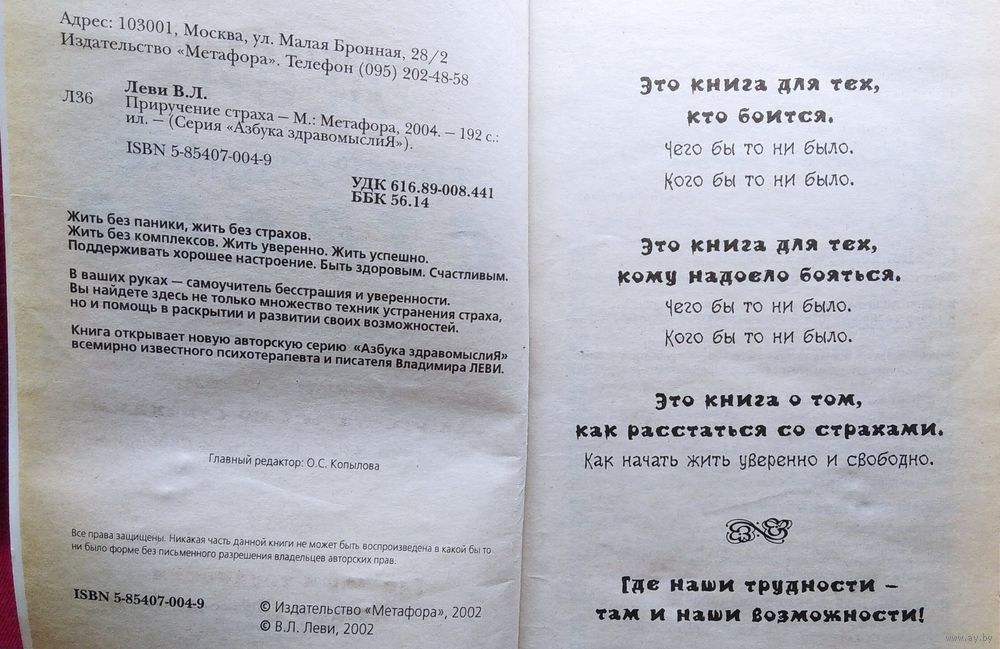 Адрес: 103001, Москва, ул. Малая Бронная, 28/2
Издательство «Метафора». Телефон (095) 202-48-58
Леви В.Л.
Л36 Приручение страха – М.: Метафора, 2004. – 192 с.:
ил. – (Серия «Азбука здравомыслиЯ»).
ISBN 5-85407-004-9
УДК 616.89-008.441
ББК 56.14
Жить без паники, жить без страхов.
Жить без комплексов. Жить уверенно. Жить успешно.
Поддерживать хорошее настроение. Быть здоровым. Счастливым.
В ваших руках — самоучитель бесстрашия и уверенности.
Вы найдете здесь не только множество техник устранения страха,
но и помощь в раскрытии и развитии своих возможностей.
Книга открывает новую авторскую серию «Азбука здравомыслиЯ»
всемирно известного психотерапевта и писателя Владимира ЛЕВИ.
Главный редактор: О.С. Копылова
Все права защищены. Никакая часть данной книги не может быть воспроизведена в какой бы то
ни было форме без письменного разрешения владельцев авторских прав.
ISBN 5-85407-004-9
© Издательство «Метафора», 2002
© В.Л. Леви, 2002
Это книга для тех,
кто боится.
Чего бы то ни было.
Кого бы то ни было.
Это книга для тех,
кому надоело бояться.
Чего бы то ни было.
Кого бы то ни было.
Это книга о том,
как расстаться со страхами.
Как начать жить уверенно и свободно.
Где наши трудности –
там и наши возможности!
www.ay.by